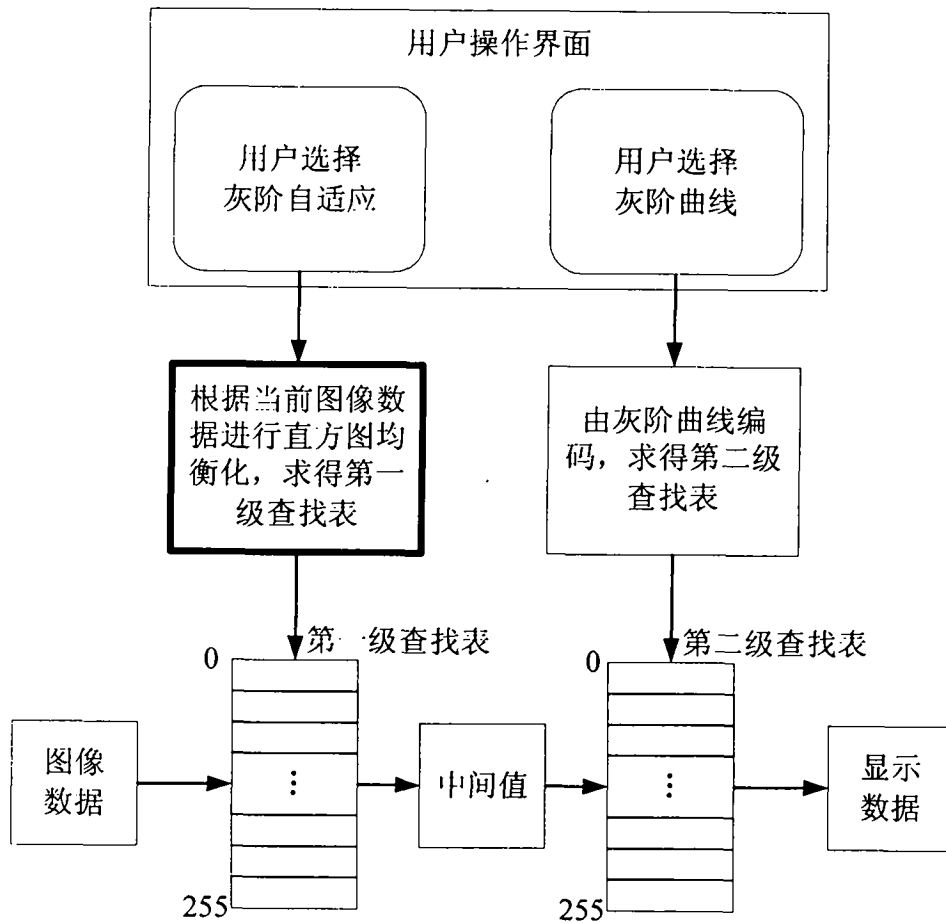 用户操作界面
用户选择
灰阶自适应
用户选择
灰阶曲线
根据当前图像数
据进行直方图均
衡化，求得第一
级查找表
由灰阶曲线编
码，求得第二级
查找表
0
第一级查找表
0
第二级查找表
图像
数据
⋮
中间值
⋮
显示
数据
255
255